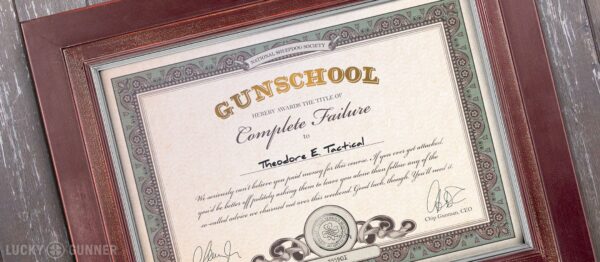 NATIONAL SHEEPDOG SOCIETY
GUNSCHOOL
HEREBY AWARDS THE TITLE OF
Complete Failure
to
Theodore E. Tactical
We seriously can't believe you paid money for this course. If you ever get attacked,
you'd be better off politely asking them to leave you alone than follow any of the
so-called advice we churned out over this weekend. Good luck, though. You'll need it.
Chip Gunman, CEO
LUCKY GUNNER